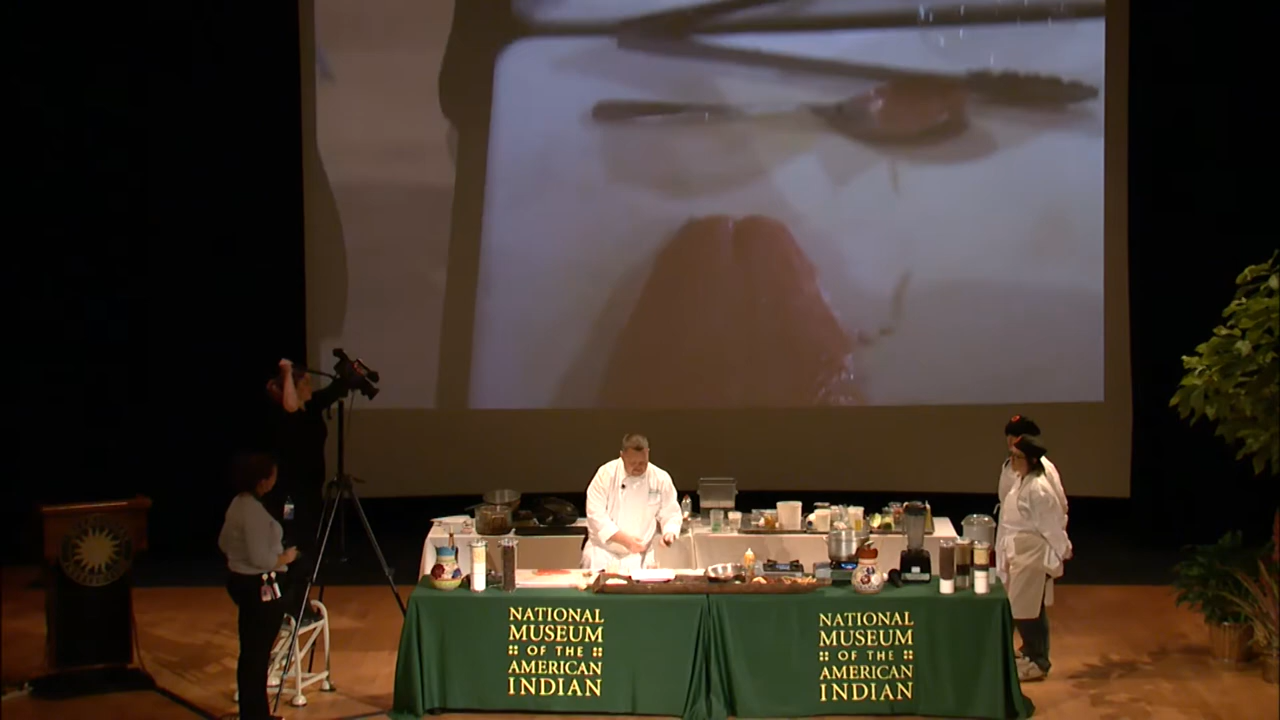 NATIONAL
MUSEUM
OF THE
AMERICAN
INDIAN
NATIONAL
MUSEUM
OF THE
AMERICAN
INDIAN